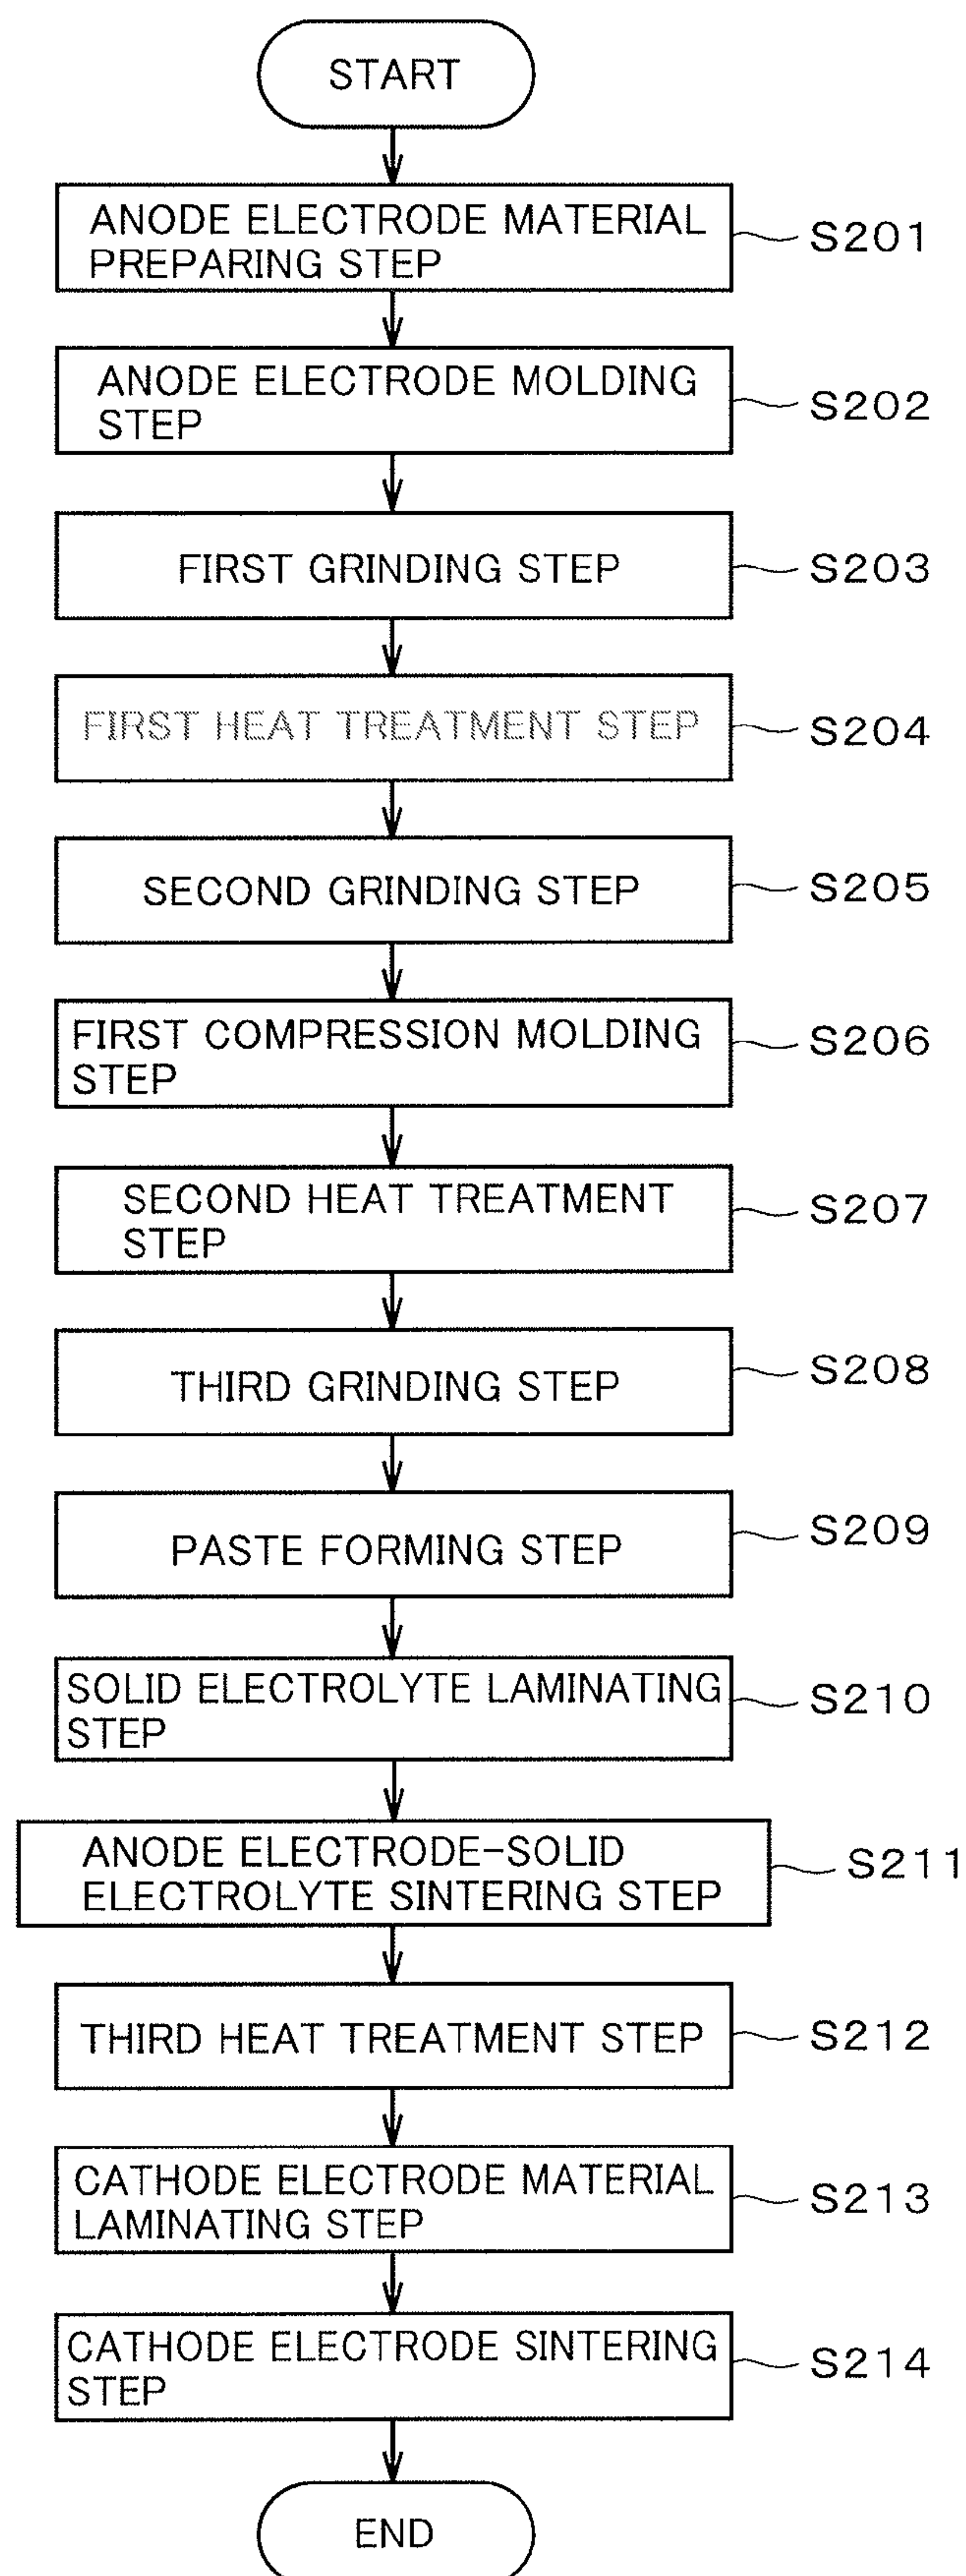 START
ANODE ELECTRODE MATERIAL
PREPARING STEP
S201
ANODE ELECTRODE MOLDING
STEP
S202
FIRST GRINDING STEP
S203
FIRST HEAT TREATMENT STEP
S204
SECOND GRINDING STEP
S205
FIRST COMPRESSION MOLDING
STEP
S206
SECOND HEAT TREATMENT
STEP
S207
THIRD GRINDING STEP
S208
PASTE FORMING STEP
S209
SOLID ELECTROLYTE LAMINATING
STEP
S210
ANODE ELECTRODE-SOLID
ELECTROLYTE SINTERING STEP
S211
THIRD HEAT TREATMENT STEP
S212
CATHODE ELECTRODE MATERIAL
LAMINATING STEP
S213
CATHODE ELECTRODE SINTERING
STEP
S214
END